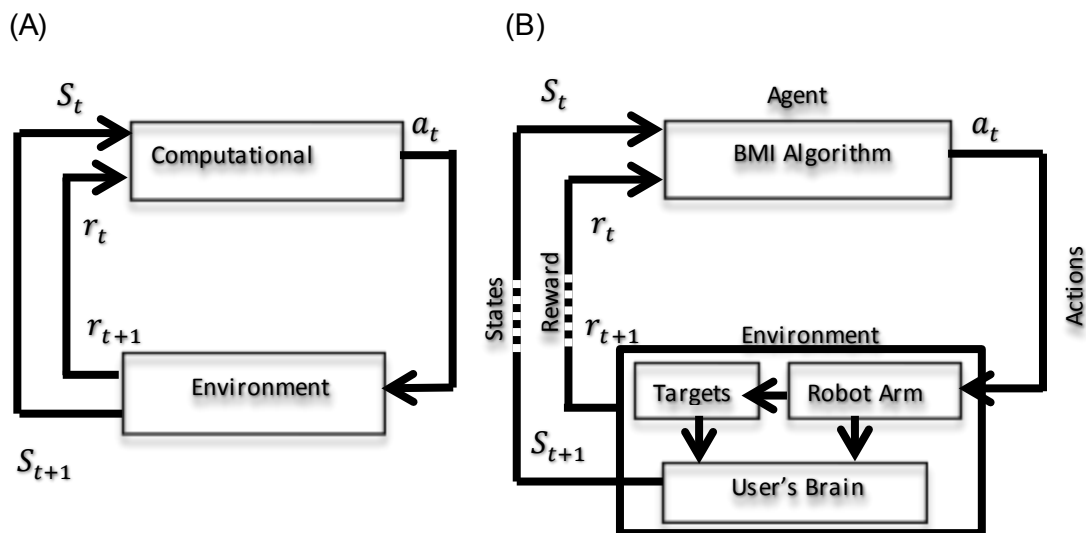 (A)
(B)
S_t
a_t
Computational
r_t
r_{t+1}
Environment
S_{t+1}
S_t
Agent
a_t
BMI Algorithm
r_t
States
Reward
Actions
r_{t+1}
Environment
Targets
Robot Arm
S_{t+1}
User's Brain